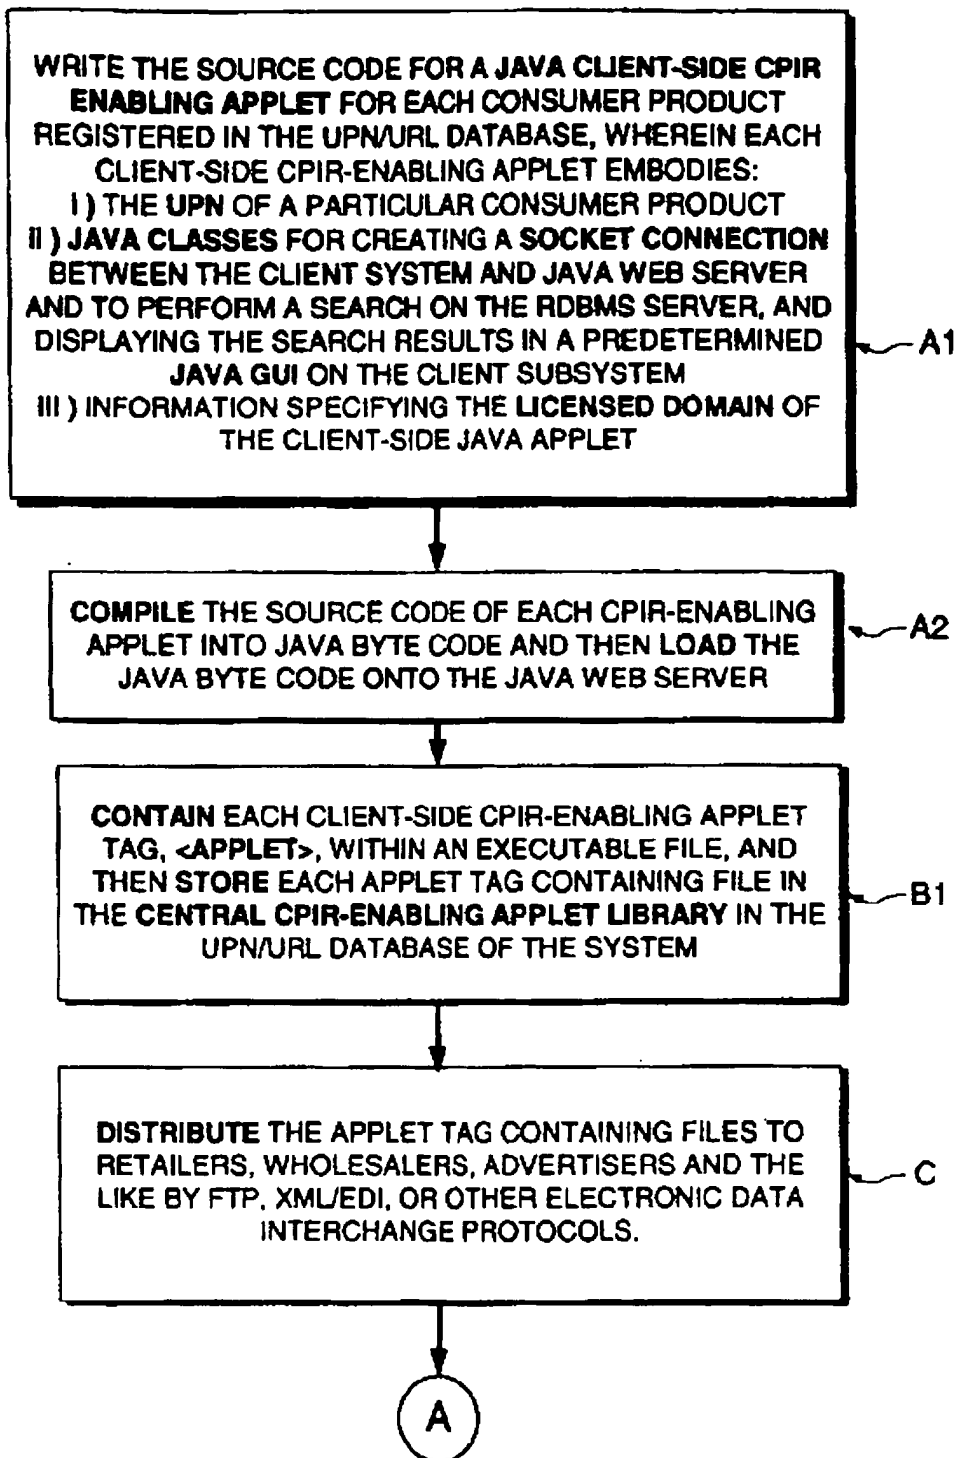 WRITE THE SOURCE CODE FOR A JAVA CLIENT-SIDE CPIR
ENABLING APPLET FOR EACH CONSUMER PRODUCT
REGISTERED IN THE UPN/URL DATABASE, WHEREIN EACH
CLIENT-SIDE CPIR-ENABLING APPLET EMBODIES:
I ) THE UPN OF A PARTICULAR CONSUMER PRODUCT
II ) JAVA CLASSES FOR CREATING A SOCKET CONNECTION
BETWEEN THE CLIENT SYSTEM AND JAVA WEB SERVER
AND TO PERFORM A SEARCH ON THE RDBMS SERVER, AND
DISPLAYING THE SEARCH RESULTS IN A PREDETERMINED
JAVA GUI ON THE CLIENT SUBSYSTEM
III ) INFORMATION SPECIFYING THE LICENSED DOMAIN OF
THE CLIENT-SIDE JAVA APPLET
A1
COMPILE THE SOURCE CODE OF EACH CPIR-ENABLING
APPLET INTO JAVA BYTE CODE AND THEN LOAD THE
JAVA BYTE CODE ONTO THE JAVA WEB SERVER
A2
CONTAIN EACH CLIENT-SIDE CPIR-ENABLING APPLET
TAG, <APPLET>, WITHIN AN EXECUTABLE FILE, AND
THEN STORE EACH APPLET TAG CONTAINING FILE IN
THE CENTRAL CPIR-ENABLING APPLET LIBRARY IN THE
UPN/URL DATABASE OF THE SYSTEM
B1
DISTRIBUTE THE APPLET TAG CONTAINING FILES TO
RETAILERS, WHOLESALERS, ADVERTISERS AND THE
LIKE BY FTP, XML/EDI, OR OTHER ELECTRONIC DATA
INTERCHANGE PROTOCOLS.
C
A